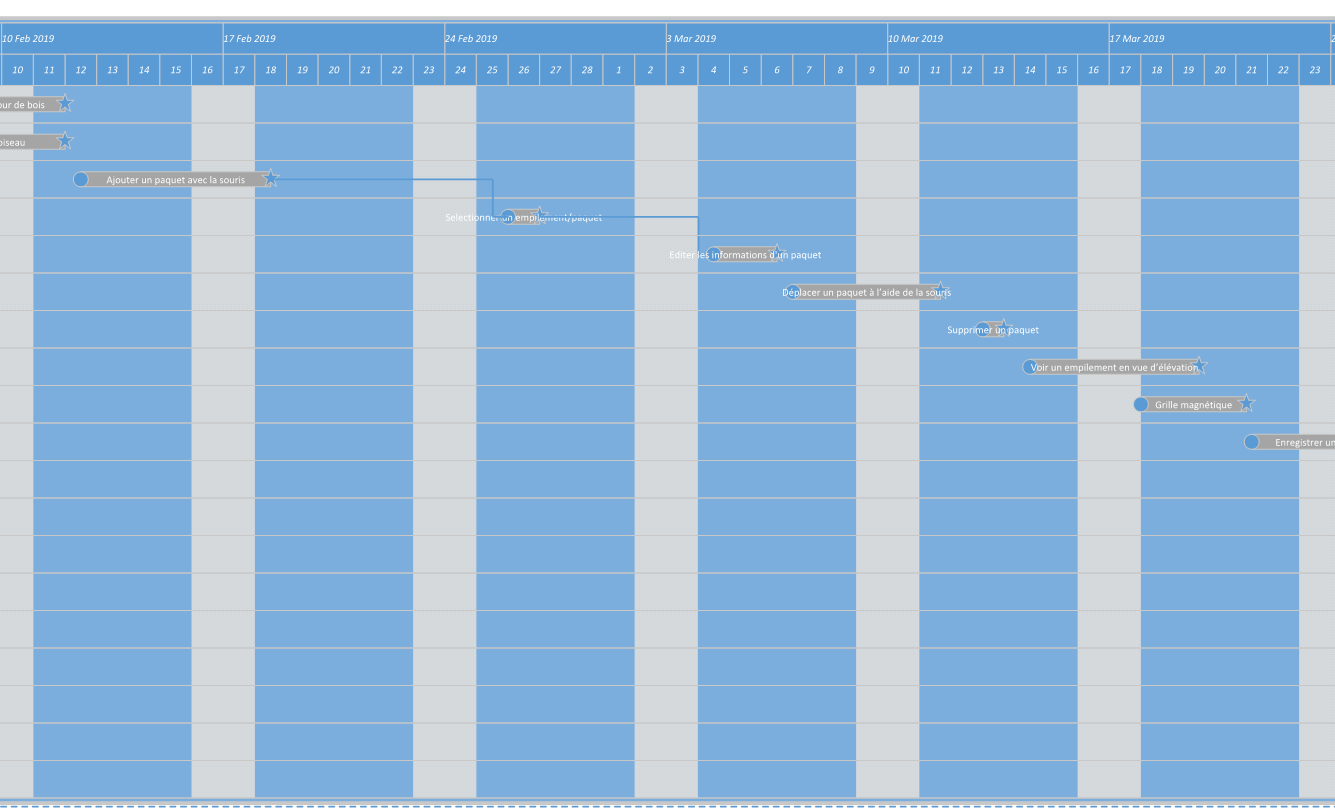 10 Feb 2019 17 Feb 2019 24 Feb 2019 3 Mar 2019 10 Mar 2019 17 Mar 2019 2
10 11 12 13 14 15 16 17 18 19 20 21 22 23 24 25 26 27 28 1 2 3 4 5 6 7 8 9 10 11 12 13 14 15 16 17 18 19 20 21 22 23
our de bois
oiseau
Ajouter un paquet avec la souris
Selectionner un empilement/paquet
Editer les informations d'un paquet
Déplacer un paquet à l'aide de la souris
Supprimer un paquet
Voir un empilement en vue d'élévation
Grille magnétique
Enregistrer un